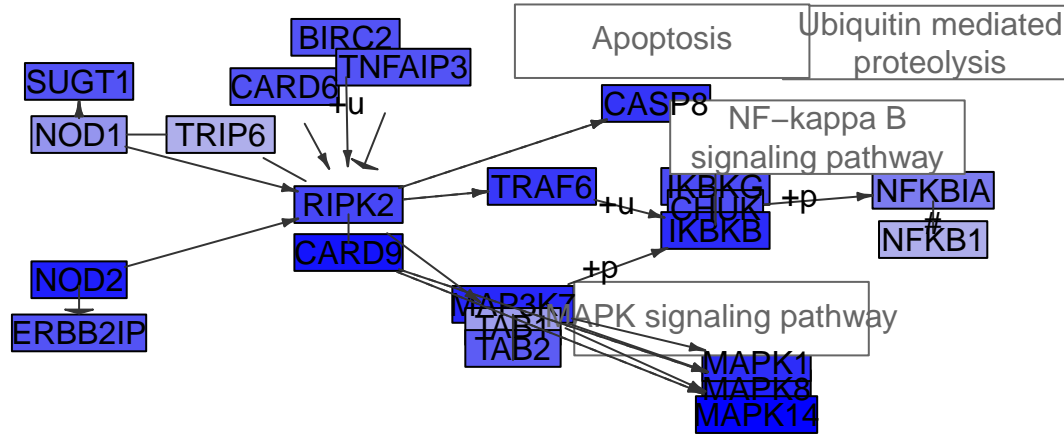 BIRC2
Apoptosis
Ubiquitin mediated
proteolysis
SUGT1
TNFAIP3
CARD6
+u
CASP8
NOD1
TRIP6
NF−kappa B
signaling pathway
RIPK2
TRAF6
+u
IKBKG
CHUK
IKBKB
+p
NFKBIA
#
NFKB1
CARD9
NOD2
+p
ERBB2IP
MAP3K7
TAB1
TAB2
MAPK signaling pathway
MAPK1
MAPK8
MAPK14